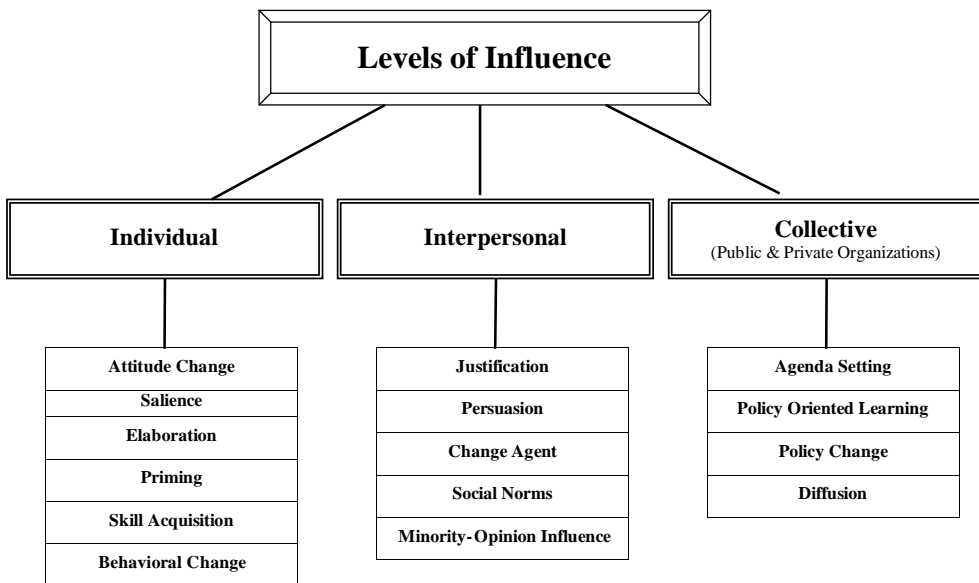 Levels of Influence
Individual
Interpersonal
Collective
(Public & Private Organizations)
Attitude Change
Salience
Elaboration
Priming
Skill Acquisition
Behavioral Change
Justification
Persuasion
Change Agent
Social Norms
Minority-Opinion Influence
Agenda Setting
Policy Oriented Learning
Policy Change
Diffusion